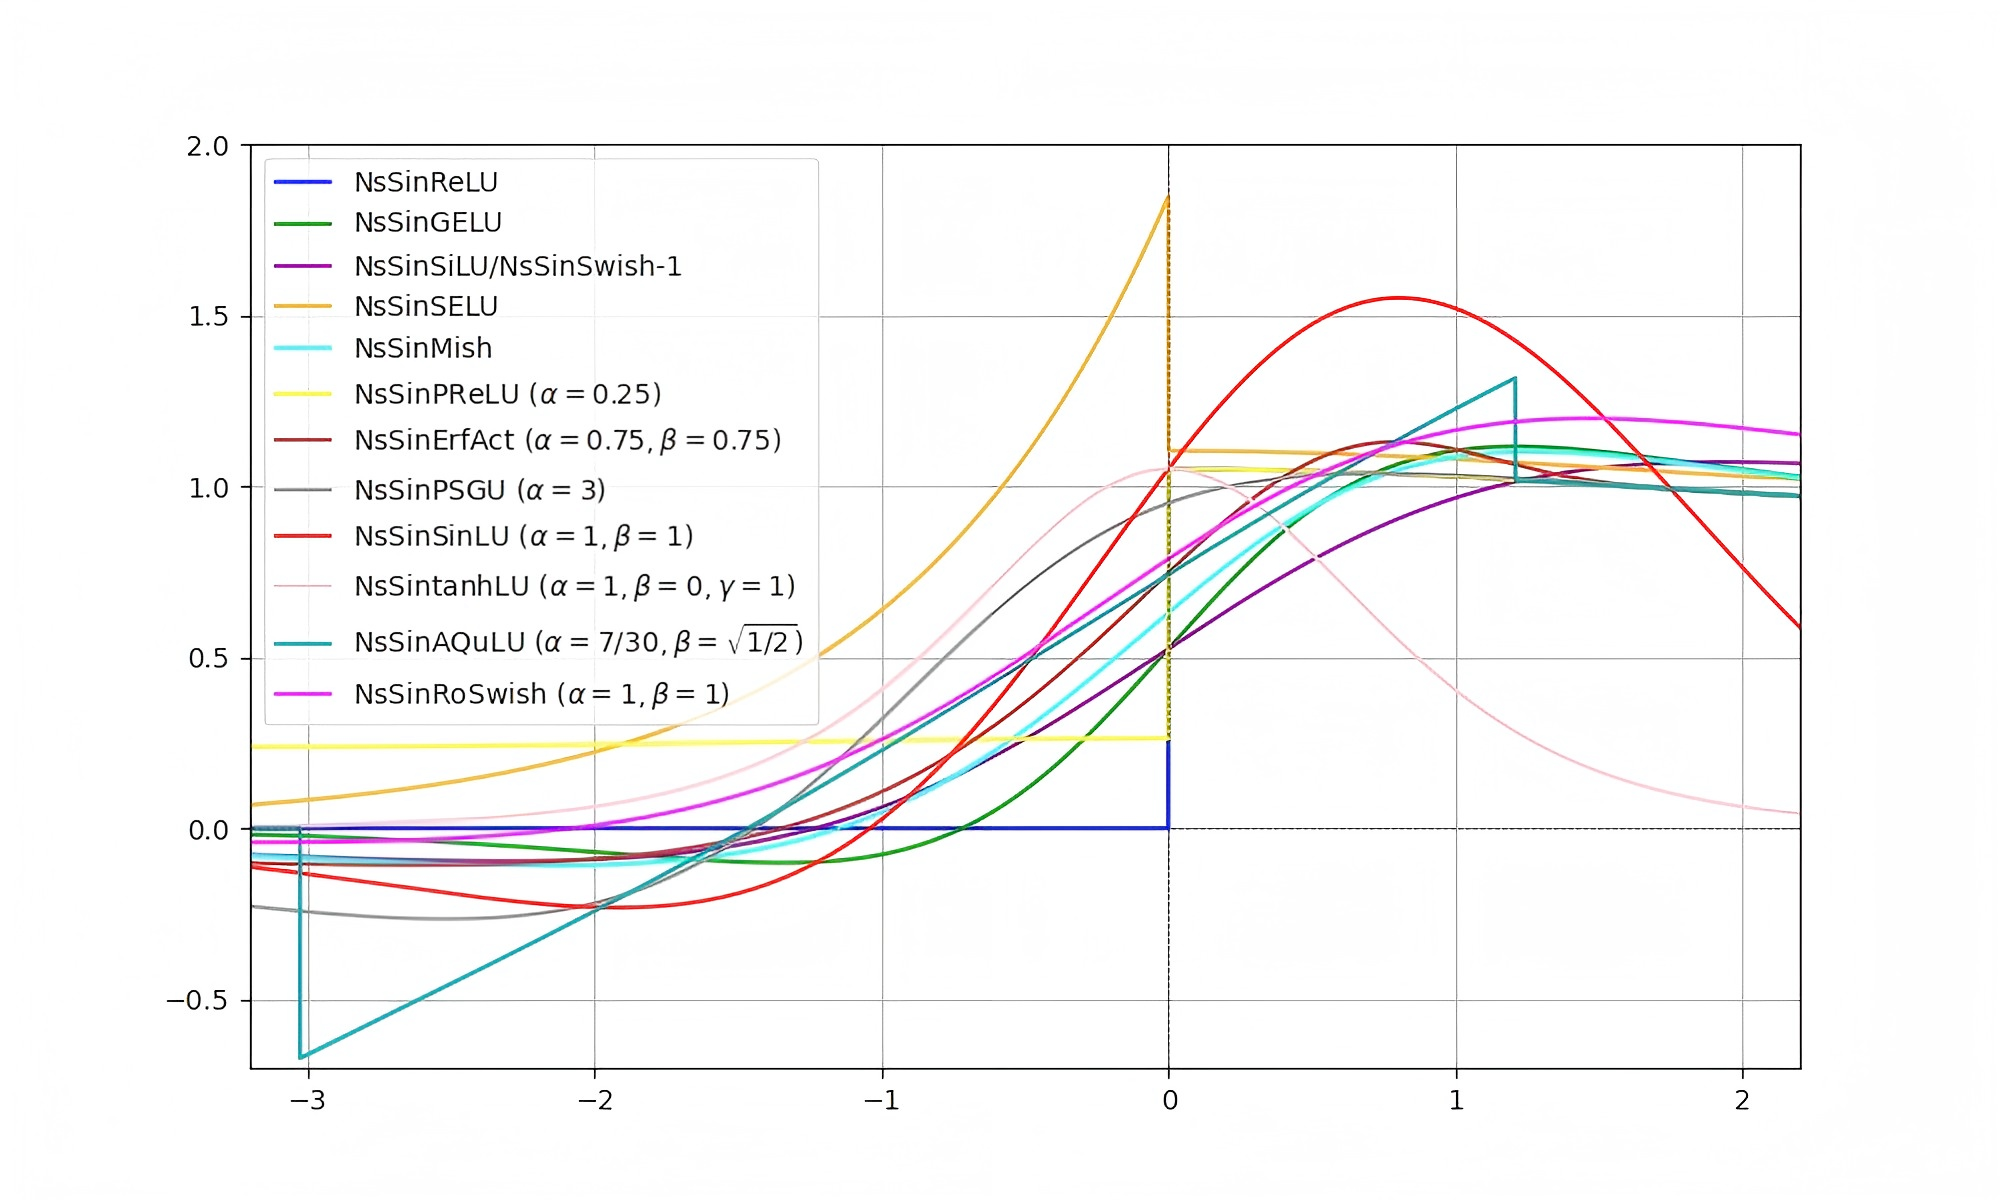 2.0
1.5
1.0
0.5
0.0
−0.5
−3
−2
−1
0
1
2
NsSinReLU
NsSinGELU
NsSinSiLU/NsSinSwish-1
NsSinSELU
NsSinMish
NsSinPReLU (α = 0.25)
NsSinErfAct (α = 0.75, β = 0.75)
NsSinPSGU (α = 3)
NsSinSinLU (α = 1, β = 1)
NsSintanhLU (α = 1, β = 0, γ = 1)
NsSinAQuLU (α = 7/30, β = √1/2)
NsSinRoSwish (α = 1, β = 1)